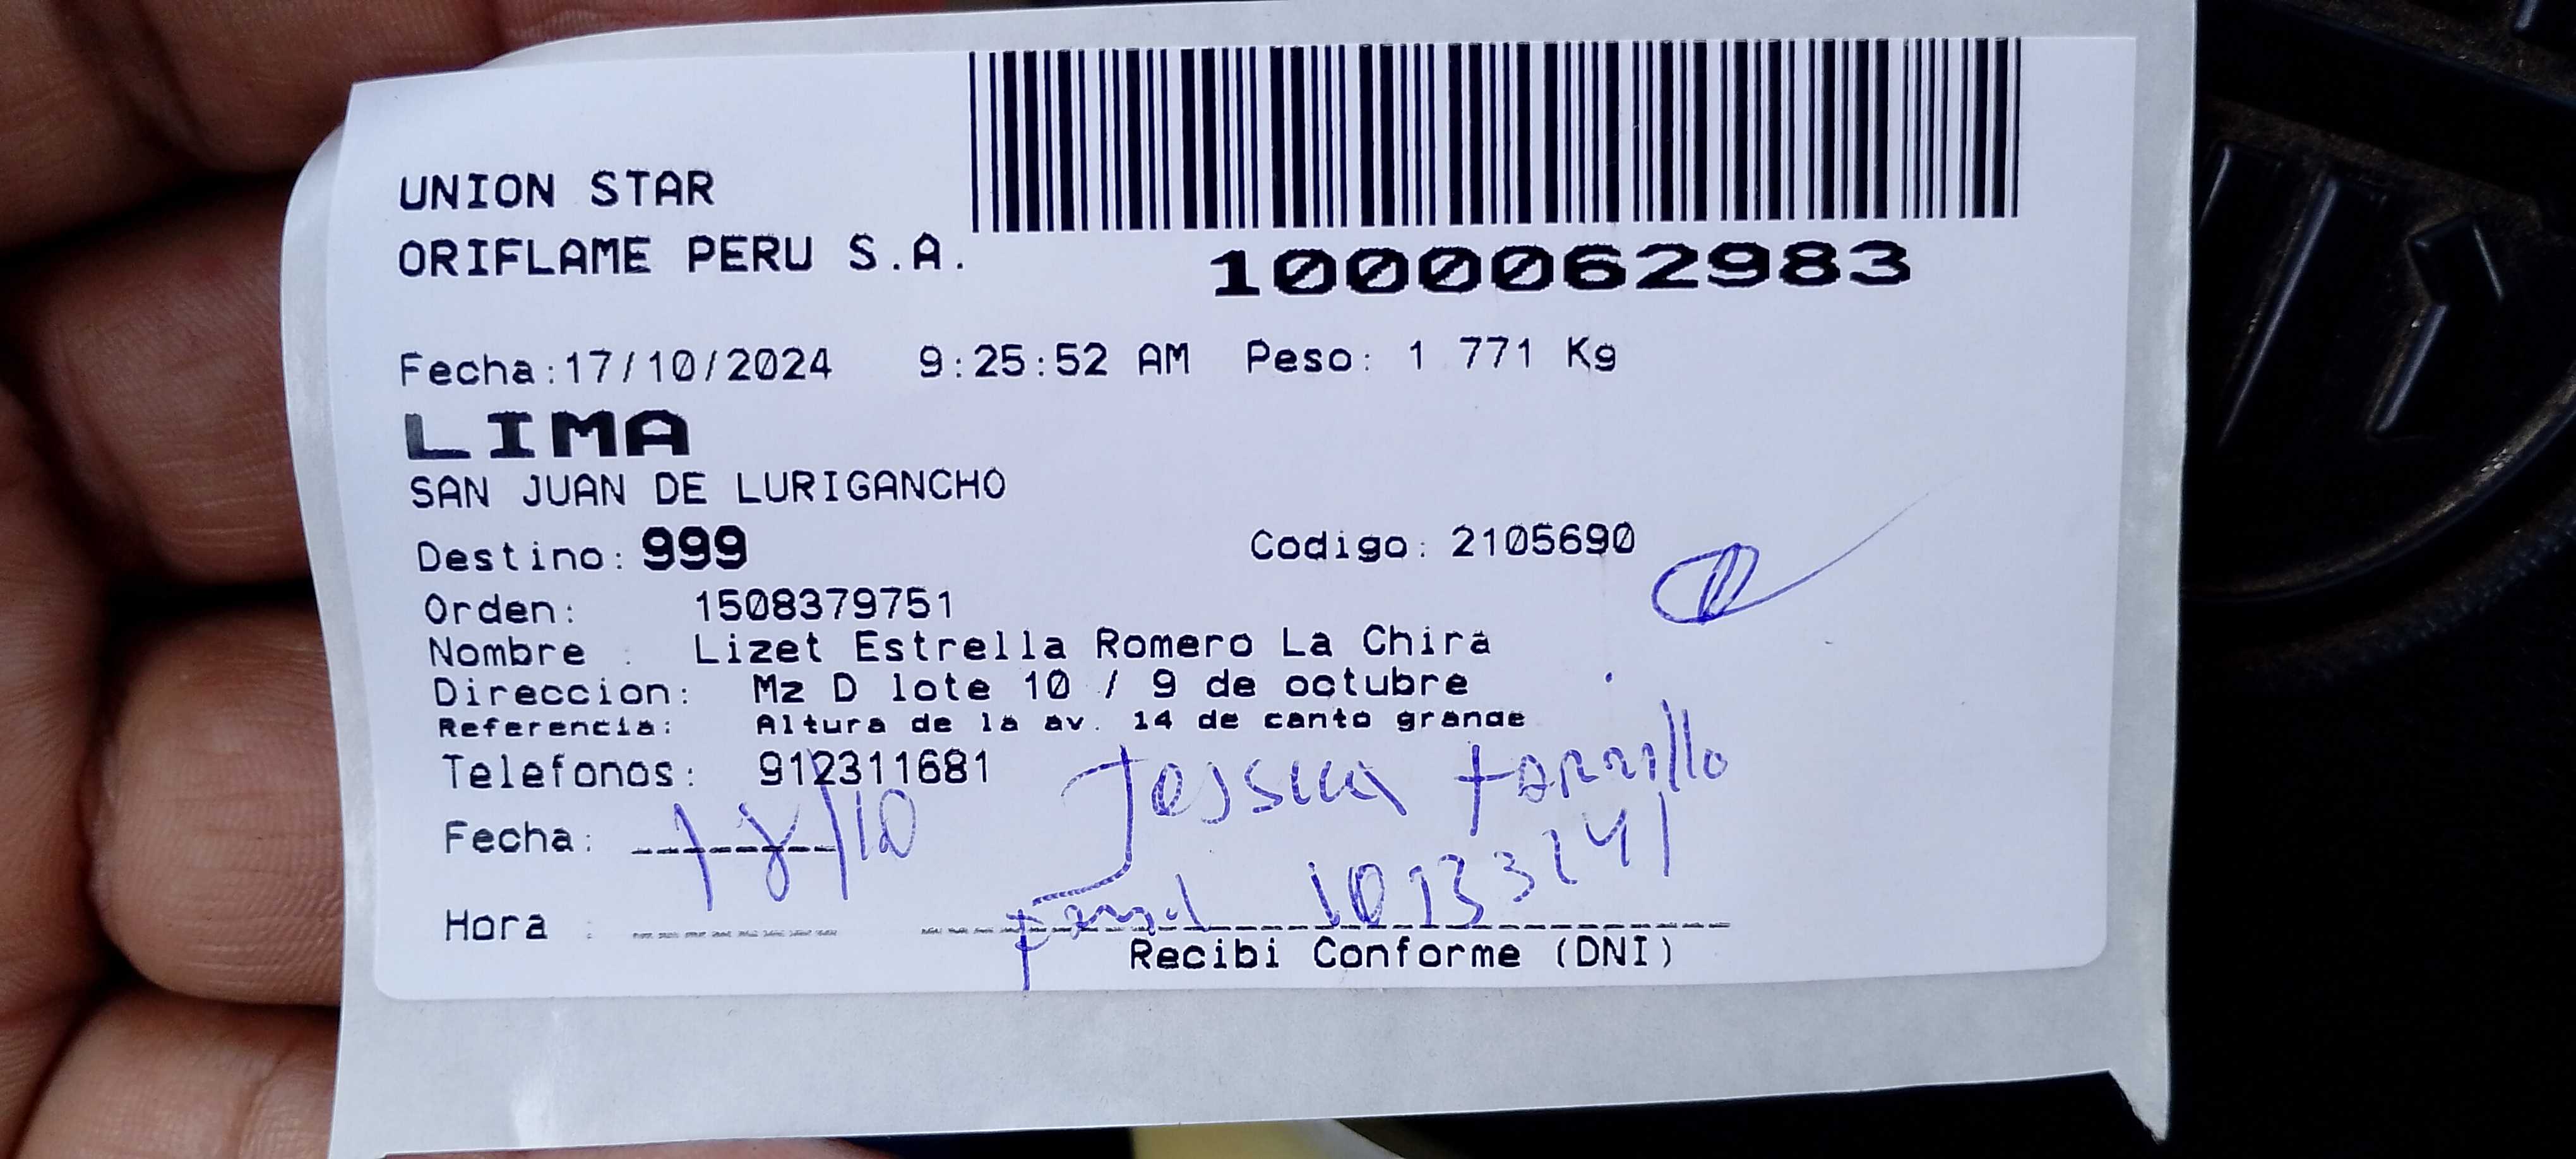 UNION STAR
ORIFLAME PERU S.A.
1000062983
Fecha:17/10/2024 9:25:52 AM Peso: 1 771 Kg
LIMA
SAN JUAN DE LURIGANCHO
Destino: 999 Codigo: 2105690
Orden: 1508379751
Nombre : Lizet Estrella Romero La Chira
Direccion: Mz D lote 10 / 9 de octubre
Referencia: Altura de la av. 14 de canto grande
Telefonos: 912311681
Fecha: 18/10
Hora :
Recibi Conforme (DNI)